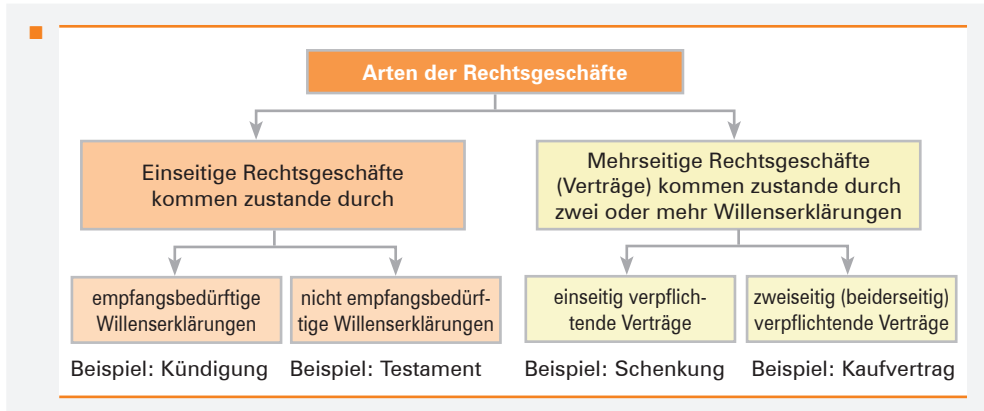 Arten der Rechtsgeschäfte
Einseitige Rechtsgeschäfte
kommen zustande durch
Mehrseitige Rechtsgeschäfte
(Verträge) kommen zustande durch
zwei oder mehr Willenserklärungen
empfangsbedürftige
Willenserklärungen
nicht empfangsbedürf-
tige Willenserklärungen
einseitig verpflich-
tende Verträge
zweiseitig (beiderseitig)
verpflichtende Verträge
Beispiel: Kündigung
Beispiel: Testament
Beispiel: Schenkung
Beispiel: Kaufvertrag